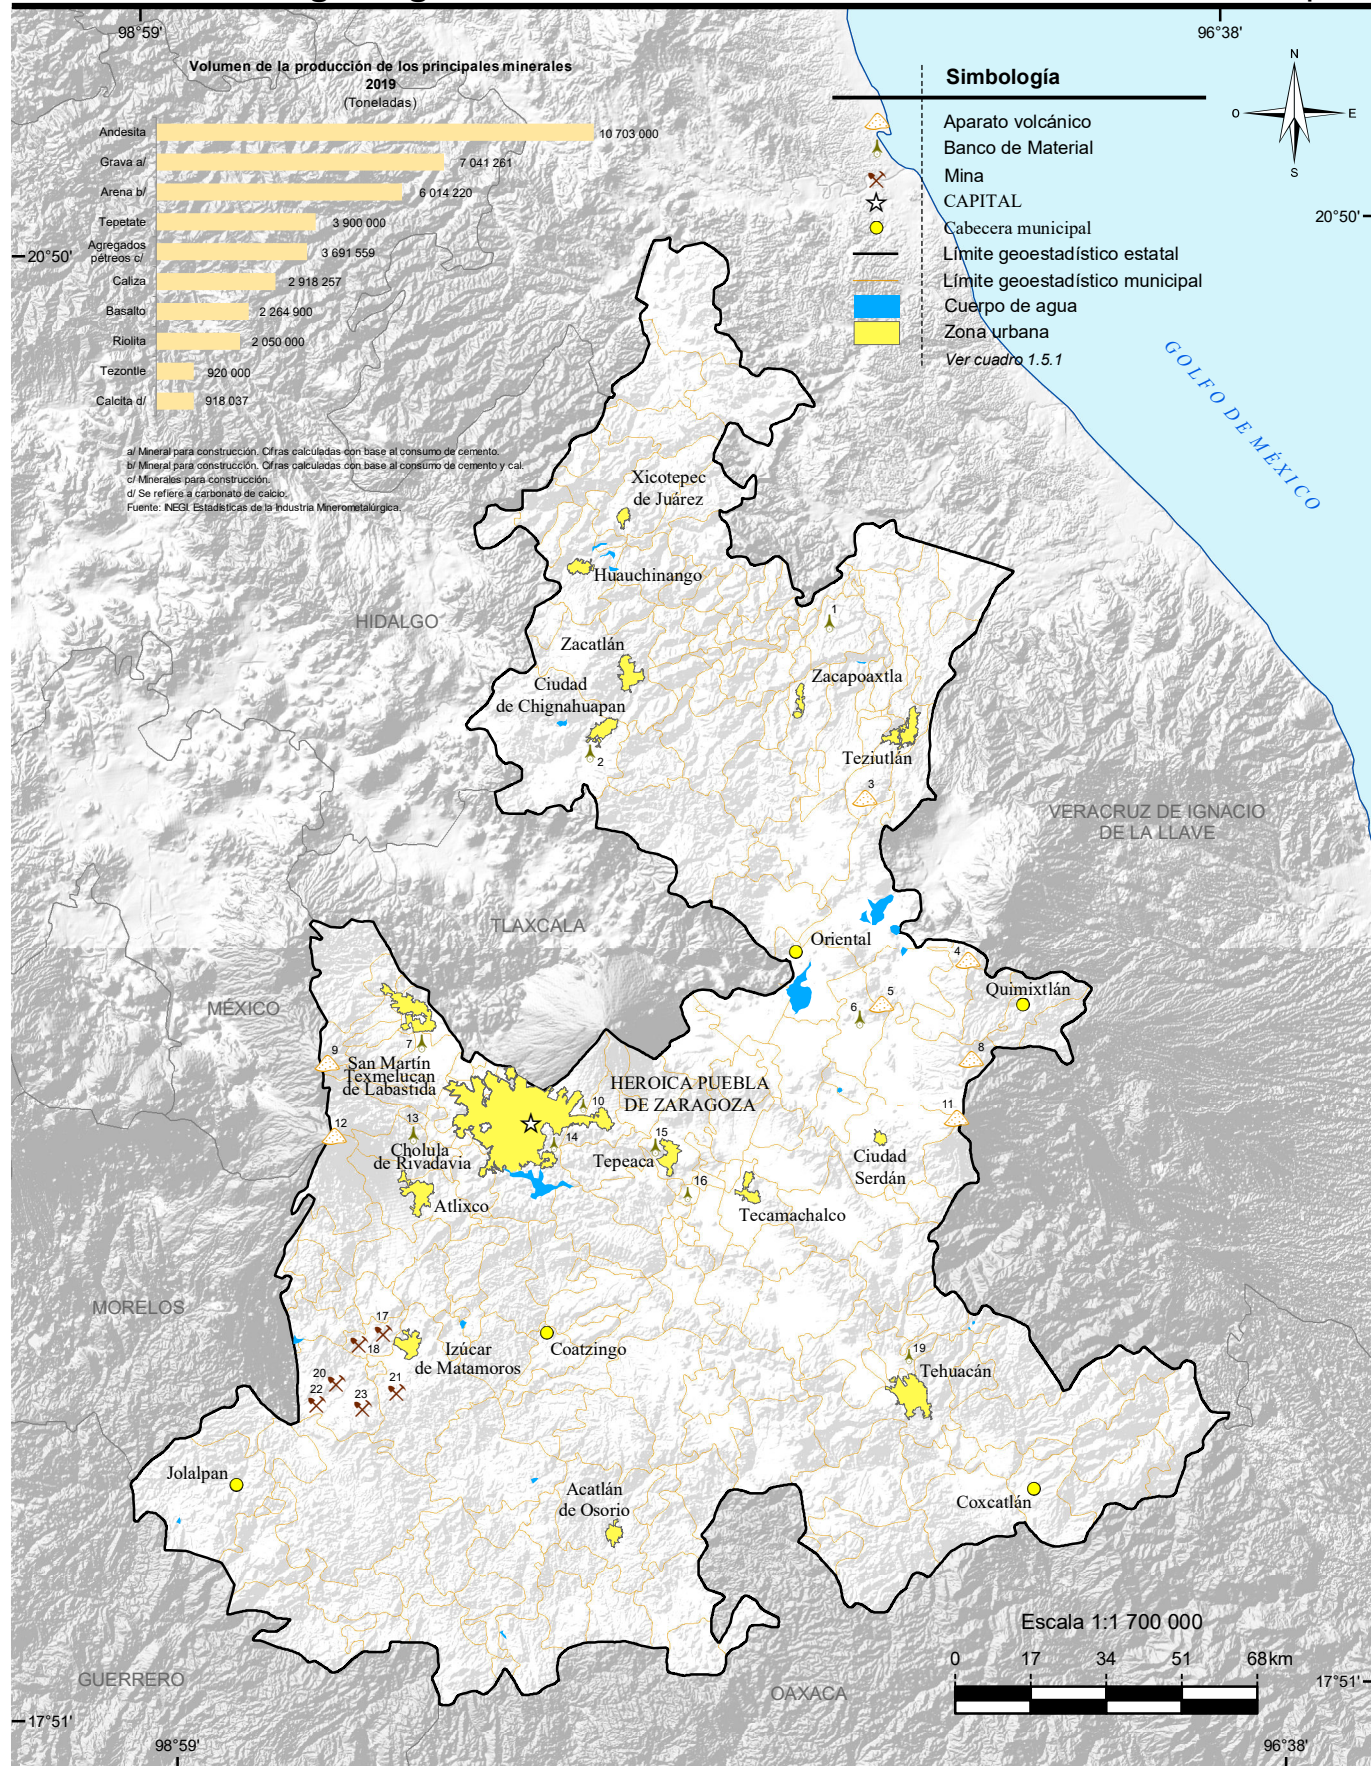 98°59'
96°38'
Volumen de la producción de los principales minerales
2019
(Toneladas)
Andesita
10 703 000
Grava a/
7 041 261
Arena b/
6 014 220
Tepetate
3 900 000
Agregados
pétreos c/
3 691 559
Caliza
2 918 257
Basalto
2 264 900
Riolita
2 050 000
Tezontle
920 000
Calcita d/
918 037
a/ Mineral para construcción. Cifras calculadas con base al consumo de cemento.
b/ Mineral para construcción. Cifras calculadas con base al consumo de cemento y cal.
c/ Minerales para construcción.
d/ Se refiere a carbonato de calcio.
Fuente: INEGI. Estadísticas de la Industria Minerometalúrgica.
Simbología
Aparato volcánico
Banco de Material
Mina
CAPITAL
Cabecera municipal
Límite geoestadístico estatal
Límite geoestadístico municipal
Cuerpo de agua
Zona urbana
Ver cuadro 1.5.1
N
O
E
S
20°50'
20°50'
GOLFO DE MÉXICO
Xicotepec
de Juárez
Huauchinango
HIDALGO
1
Zacatlán
Zacapoaxtla
Ciudad
de Chignahuapan
2
Teziutlán
3
VERACRUZ DE IGNACIO
DE LA LLAVE
TLAXCALA
Oriental
4
Quimixtlán
5
6
MÉXICO
7
8
9
San Martín
Texmelucan
de Labastida
HEROICA PUEBLA
DE ZARAGOZA
10
11
12
13
14
15
Cholula
de Rivadavia
Tepeaca
Ciudad
Serdán
16
Atlixco
Tecamachalco
MORELOS
17
18
Izúcar
de Matamoros
Coatzingo
19
Tehuacán
20
21
22
23
Jolalpan
Acatlán
de Osorio
Coxcatlán
GUERRERO
OAXACA
Escala 1:1 700 000
0
17
34
51
68 km
17°51'
17°51'
98°59'
96°38'